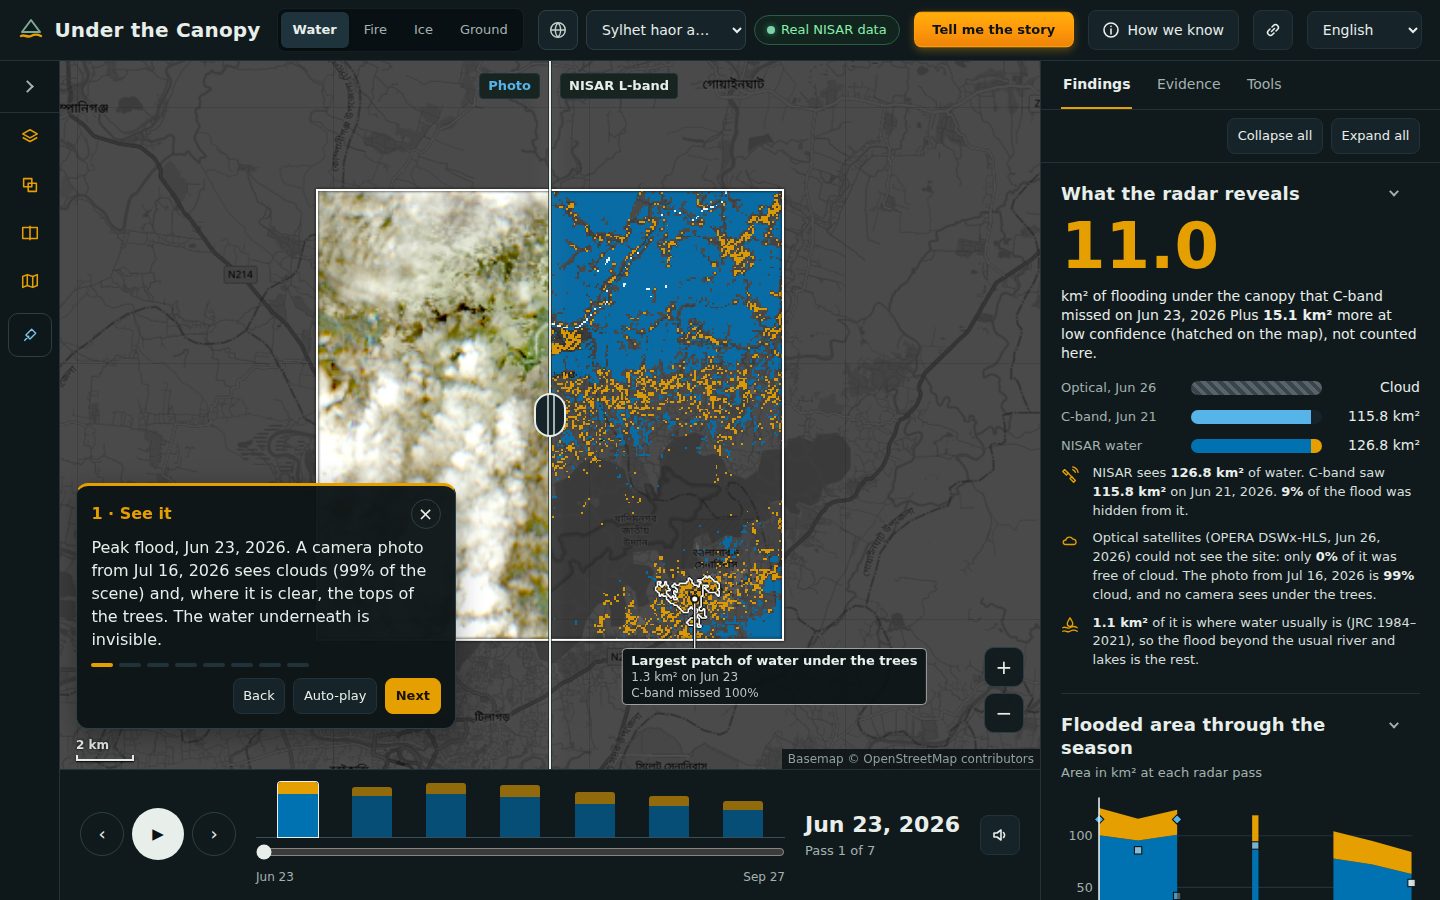 Under the Canopy
Water
Fire
Ice
Ground
Sylhet haor a...
Real NISAR data
Tell me the story
How we know
English
Photo
NISAR L-band
গোয়াইনঘাট
N214
Findings
Evidence
Tools
Collapse all
Expand all
What the radar reveals
11.0
km² of flooding under the canopy that C-band
missed on Jun 23, 2026 Plus 15.1 km² more at
low confidence (hatched on the map), not counted
here.
Optical, Jun 26
Cloud
C-band, Jun 21
115.8 km²
NISAR water
126.8 km²
NISAR sees 126.8 km² of water. C-band saw
115.8 km² on Jun 21, 2026. 9% of the flood was
hidden from it.
Optical satellites (OPERA DSWx-HLS, Jun 26,
2026) could not see the site: only 0% of it was
free of cloud. The photo from Jul 16, 2026 is 99%
cloud, and no camera sees under the trees.
1.1 km² of it is where water usually is (JRC 1984–
2021), so the flood beyond the usual river and
lakes is the rest.
Flooded area through the
season
Area in km² at each radar pass
100
50
1 · See it
Peak flood, Jun 23, 2026. A camera photo
from Jul 16, 2026 sees clouds (99% of the
scene) and, where it is clear, the tops of
the trees. The water underneath is
invisible.
Back
Auto-play
Next
Largest patch of water under the trees
1.3 km² on Jun 23
C-band missed 100%
টিলাগড়
2 km
Basemap © OpenStreetMap contributors
Jun 23, 2026
Pass 1 of 7
Jun 23
Sep 27